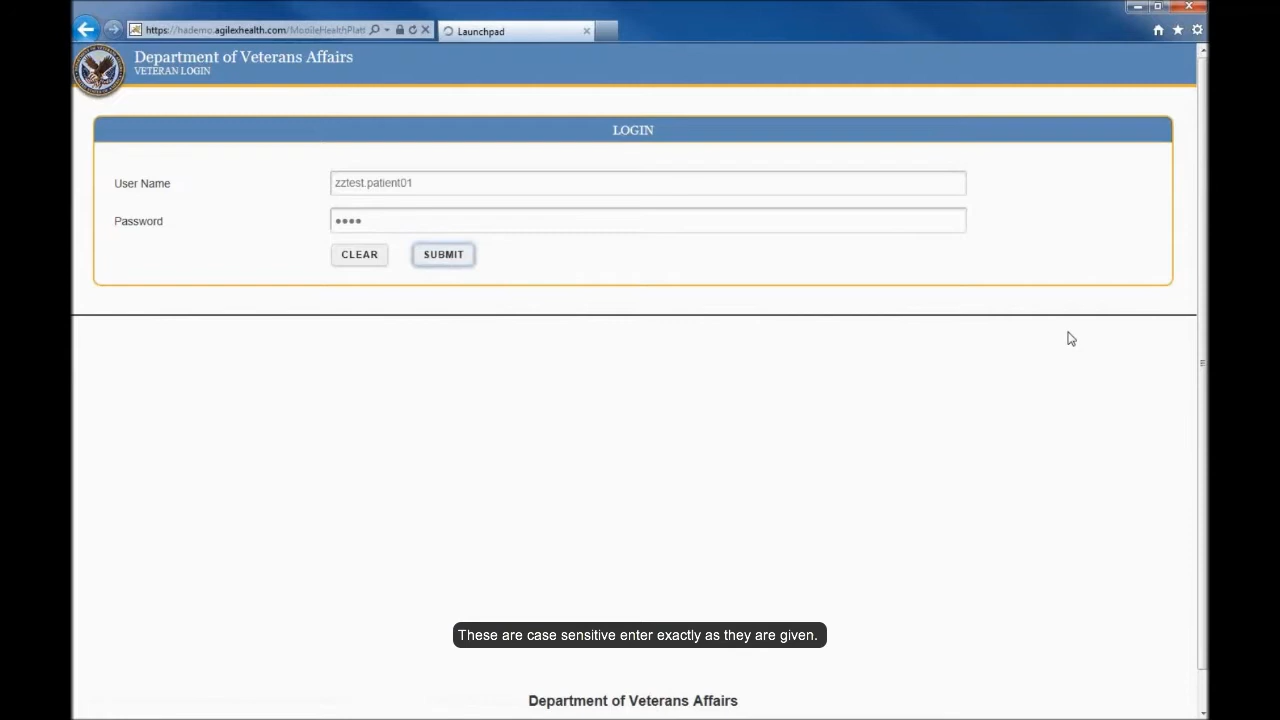 https://hademo.agilexhealth.com/MobileHealthPlatf
Launchpad
Department of Veterans Affairs
VETERAN LOGIN
LOGIN
User Name
zztest.patient01
Password
CLEAR
SUBMIT
These are case sensitive enter exactly as they are given.
Department of Veterans Affairs